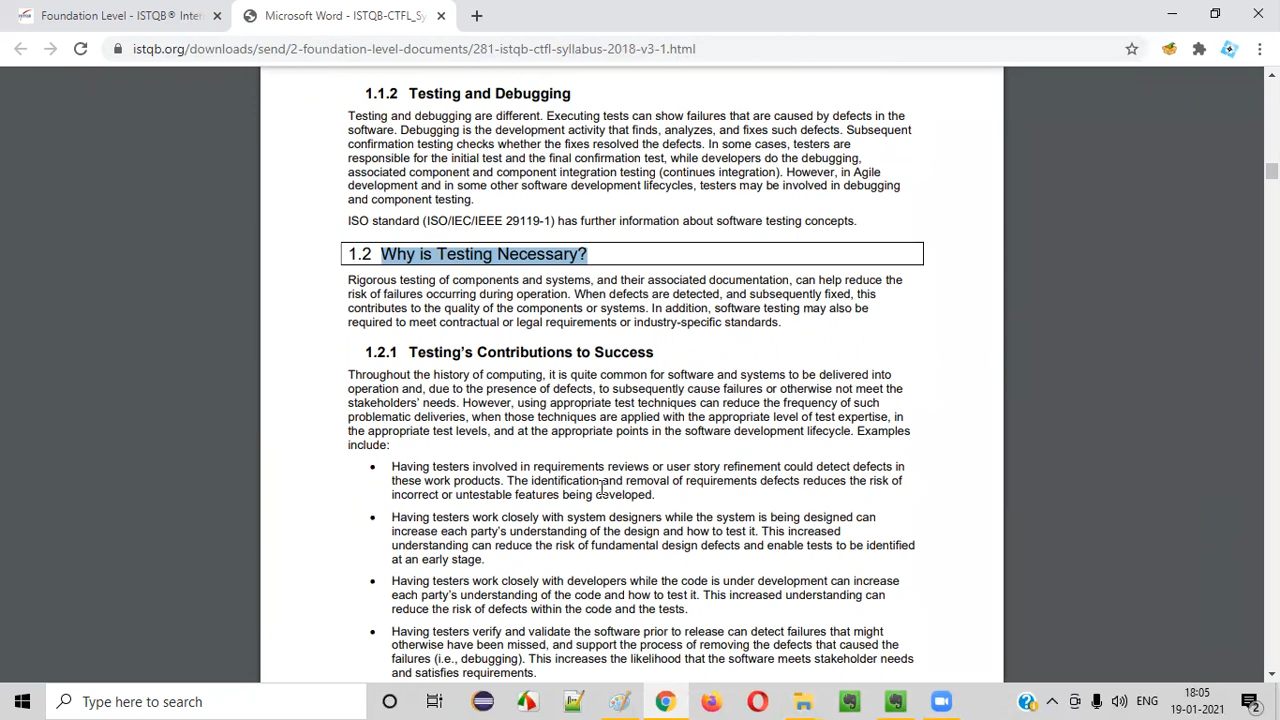 Foundation Level - ISTQB® Inter
Microsoft Word - ISTQB-CTFL_Sy
istqb.org/downloads/send/2-foundation-level-documents/281-istqb-ctfl-syllabus-2018-v3-1.html
1.1.2 Testing and Debugging
Testing and debugging are different. Executing tests can show failures that are caused by defects in the
software. Debugging is the development activity that finds, analyzes, and fixes such defects. Subsequent
confirmation testing checks whether the fixes resolved the defects. In some cases, testers are
responsible for the initial test and the final confirmation test, while developers do the debugging,
associated component and component integration testing (continues integration). However, in Agile
development and in some other software development lifecycles, testers may be involved in debugging
and component testing.
ISO standard (ISO/IEC/IEEE 29119-1) has further information about software testing concepts.
1.2 Why is Testing Necessary?
Rigorous testing of components and systems, and their associated documentation, can help reduce the
risk of failures occurring during operation. When defects are detected, and subsequently fixed, this
contributes to the quality of the components or systems. In addition, software testing may also be
required to meet contractual or legal requirements or industry-specific standards.
1.2.1 Testing's Contributions to Success
Throughout the history of computing, it is quite common for software and systems to be delivered into
operation and, due to the presence of defects, to subsequently cause failures or otherwise not meet the
stakeholders' needs. However, using appropriate test techniques can reduce the frequency of such
problematic deliveries, when those techniques are applied with the appropriate level of test expertise, in
the appropriate test levels, and at the appropriate points in the software development lifecycle. Examples
include:
• Having testers involved in requirements reviews or user story refinement could detect defects in
these work products. The identification and removal of requirements defects reduces the risk of
incorrect or untestable features being developed.
• Having testers work closely with system designers while the system is being designed can
increase each party's understanding of the design and how to test it. This increased
understanding can reduce the risk of fundamental design defects and enable tests to be identified
at an early stage.
• Having testers work closely with developers while the code is under development can increase
each party's understanding of the code and how to test it. This increased understanding can
reduce the risk of defects within the code and the tests.
• Having testers verify and validate the software prior to release can detect failures that might
otherwise have been missed, and support the process of removing the defects that caused the
failures (i.e., debugging). This increases the likelihood that the software meets stakeholder needs
and satisfies requirements.
Type here to search
ENG
18:05
19-01-2021
2